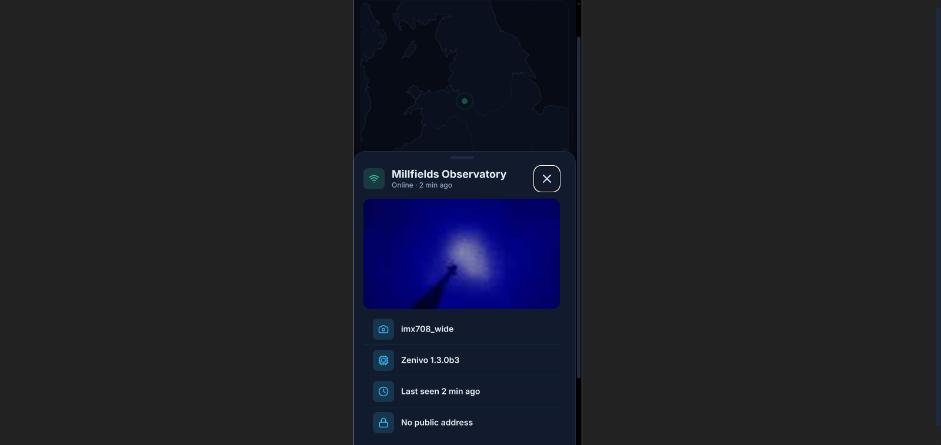 Millfields Observatory
Online · 2 min ago
imx708_wide
Zenivo 1.3.0b3
Last seen 2 min ago
No public address